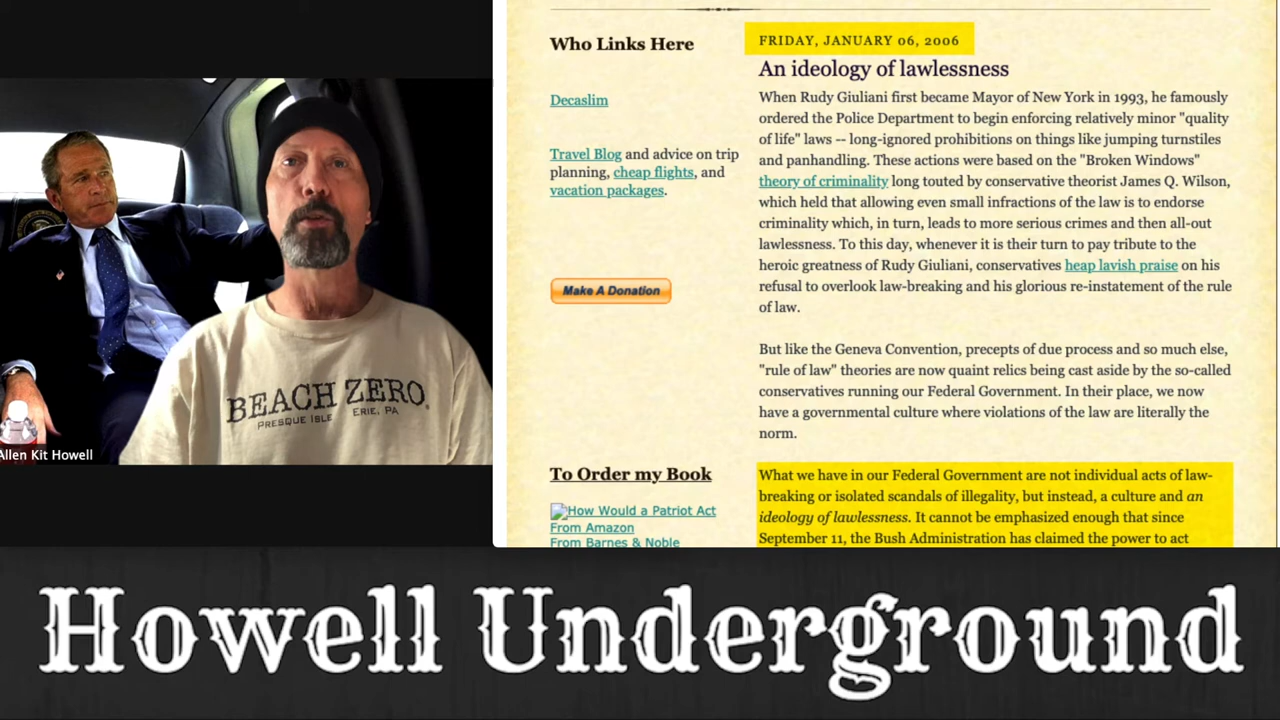 Allen Kit Howell
BEACH ZERO
PRESQUE ISLE ERIE, PA
Who Links Here
Decaslim
Travel Blog and advice on trip
planning, cheap flights, and
vacation packages.
Make A Donation
To Order my Book
How Would a Patriot Act
From Amazon
From Barnes & Noble
FRIDAY, JANUARY 06, 2006
An ideology of lawlessness
When Rudy Giuliani first became Mayor of New York in 1993, he famously
ordered the Police Department to begin enforcing relatively minor "quality
of life" laws -- long-ignored prohibitions on things like jumping turnstiles
and panhandling. These actions were based on the "Broken Windows"
theory of criminality long touted by conservative theorist James Q. Wilson,
which held that allowing even small infractions of the law is to endorse
criminality which, in turn, leads to more serious crimes and then all-out
lawlessness. To this day, whenever it is their turn to pay tribute to the
heroic greatness of Rudy Giuliani, conservatives heap lavish praise on his
refusal to overlook law-breaking and his glorious re-instatement of the rule
of law.
But like the Geneva Convention, precepts of due process and so much else,
"rule of law" theories are now quaint relics being cast aside by the so-called
conservatives running our Federal Government. In their place, we now
have a governmental culture where violations of the law are literally the
norm.
What we have in our Federal Government are not individual acts of law-
breaking or isolated scandals of illegality, but instead, a culture and an
ideology of lawlessness. It cannot be emphasized enough that since
September 11, the Bush Administration has claimed the power to act
Howell Underground